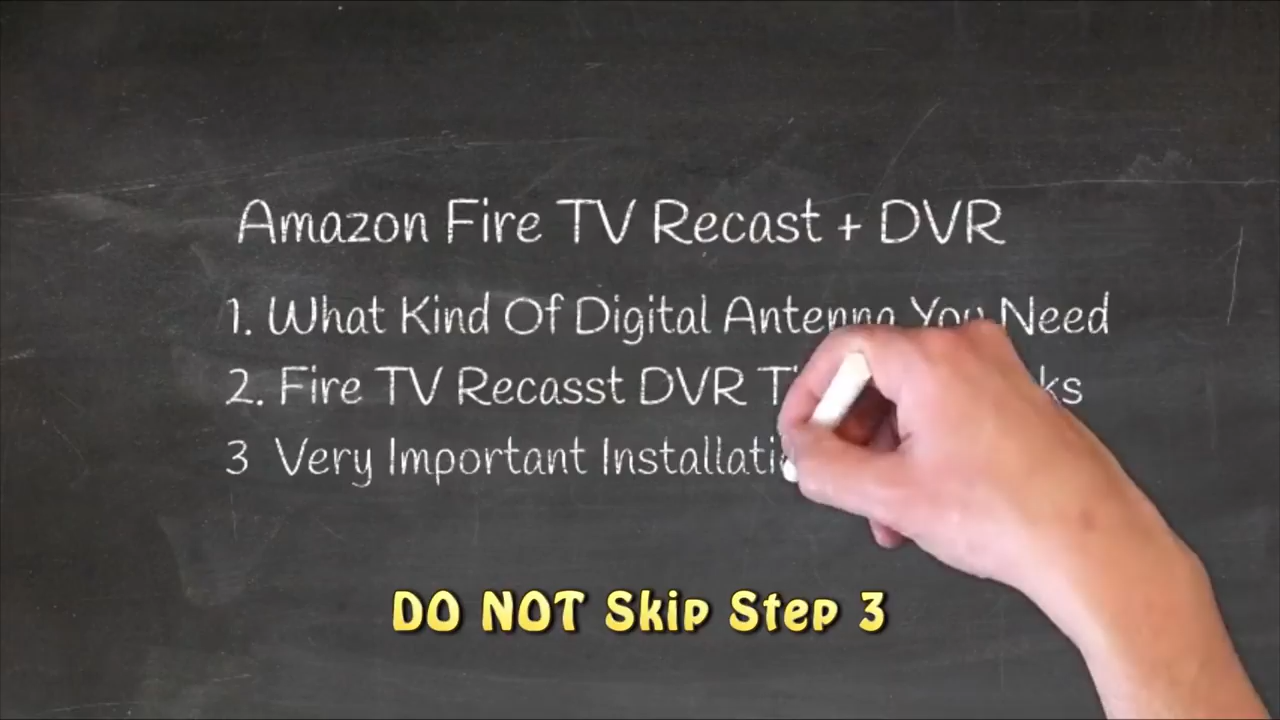 Amazon Fire TV Recast + DVR
1. What Kind Of Digital Antenna You Need
2. Fire TV Recasst DVR
3 Very Important
DO NOT Skip Step 3